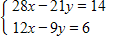 28x − 21y = 14
12x − 9y = 6